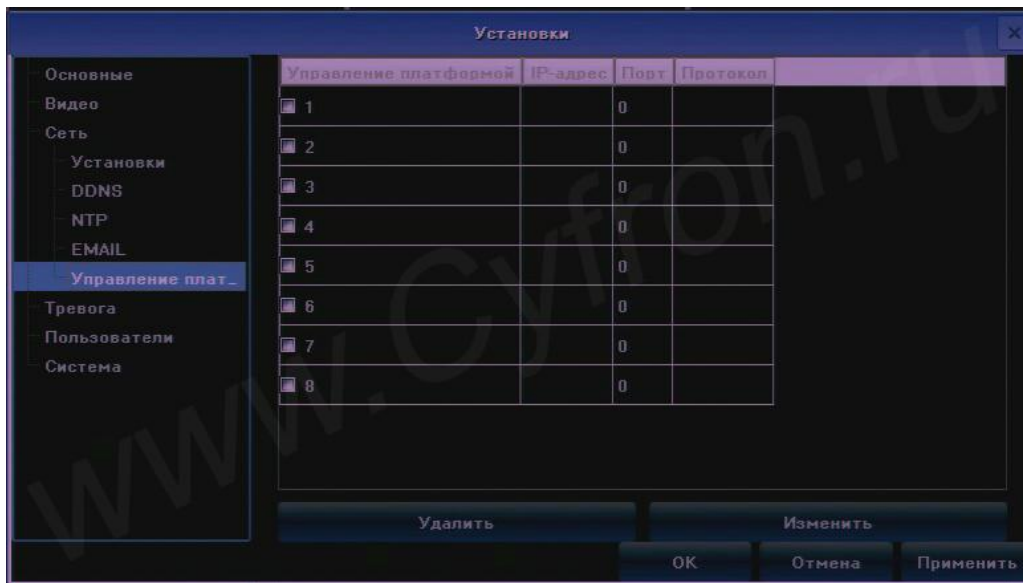 Установки
Основные
Видео
Сеть
Установки
DDNS
NTP
EMAIL
Управление плат_
Тревога
Пользователи
Система
Управление платформой IP-адрес Порт Протокол
1 0
2 0
3 0
4 0
5 0
6 0
7 0
8 0
Удалить Изменить
OK Отмена Применить
www.Cyfron.ru